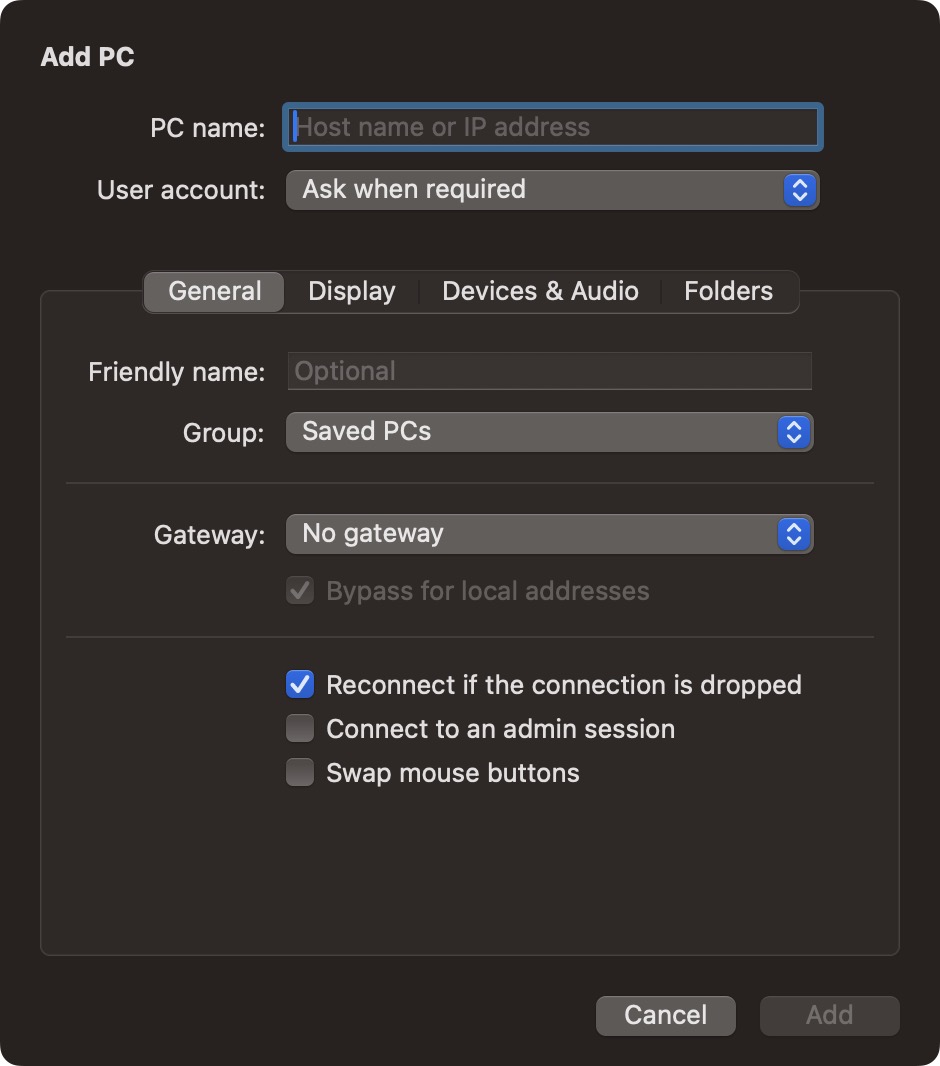 Add PC
PC name: Host name or IP address
User account: Ask when required
General Display Devices & Audio Folders
Friendly name: Optional
Group: Saved PCs
Gateway: No gateway
Bypass for local addresses
Reconnect if the connection is dropped
Connect to an admin session
Swap mouse buttons
Cancel Add